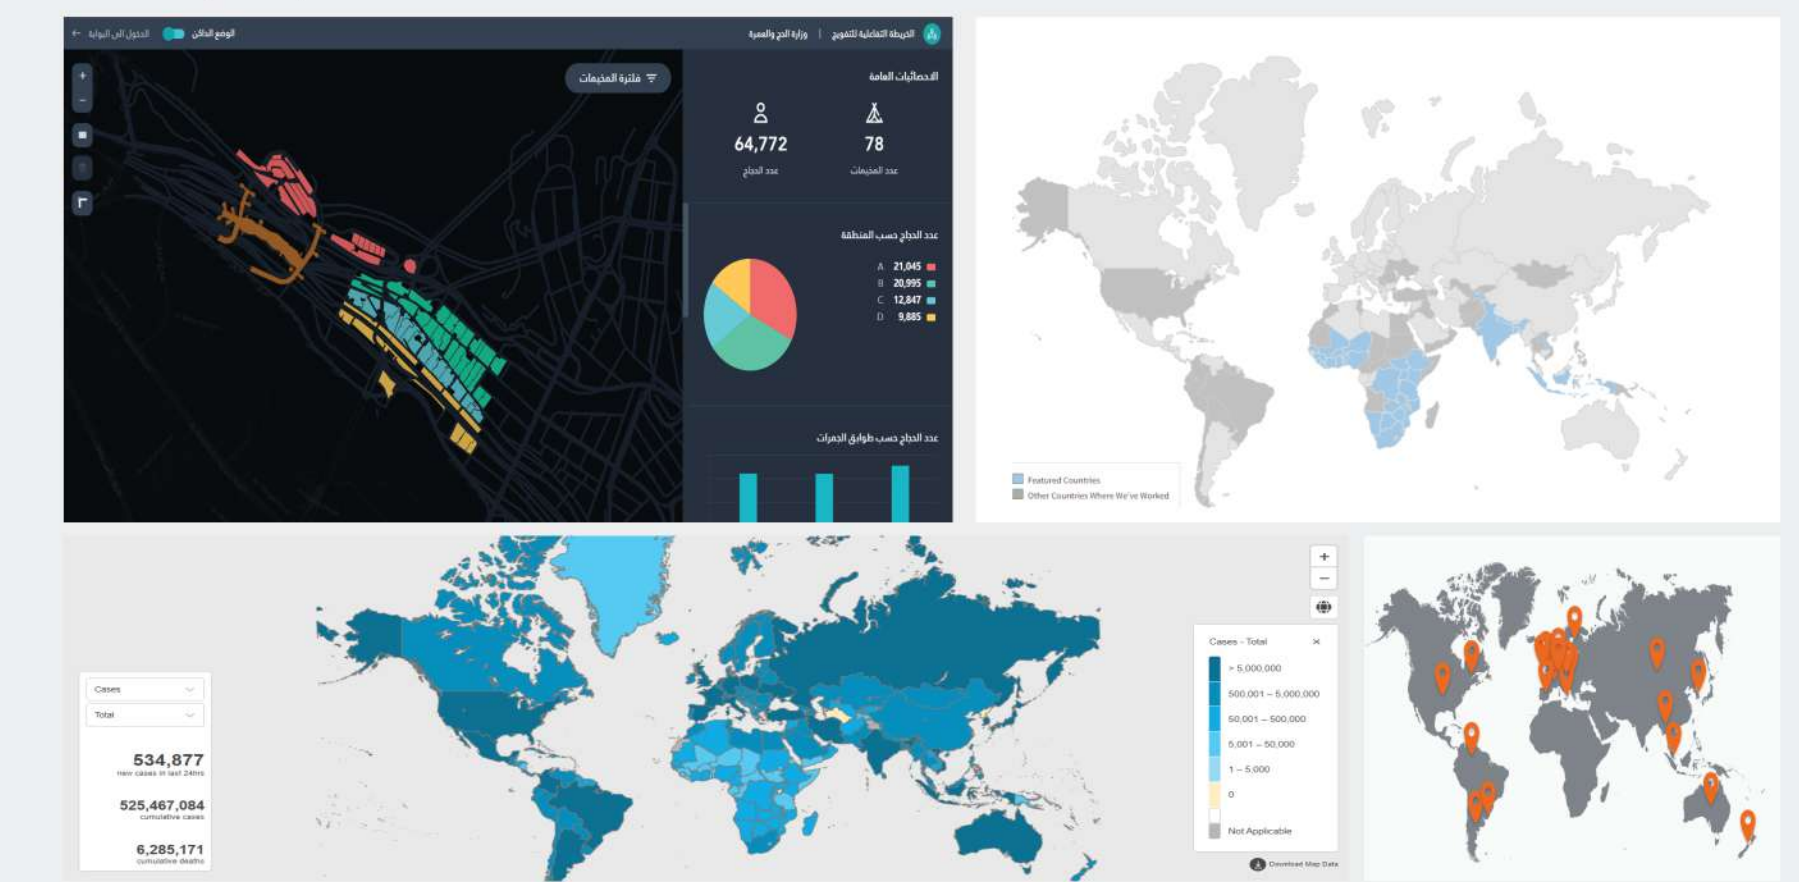 الخريطة التفاعلية للتفويج | وزارة الحج والعمرة
الوضع الداكن
الدخول الى البوابة ←
فلترة المخيمات
الاحصائيات العامة
78
عدد المخيمات
64,772
عدد الحجاج
عدد الحجاج حسب المنطقة
A 21,045
B 20,995
C 12,847
D 9,885
عدد الحجاج حسب طوابق الجمرات
Featured Countries
Other Countries Where We've Worked
Cases
Total
534,877
new cases in last 24hrs
525,467,084
cumulative cases
6,285,171
cumulative deaths
Cases - Total
> 5,000,000
500,001 – 5,000,000
50,001 – 500,000
5,001 – 50,000
1 – 5,000
0
Not Applicable
Download Map Data